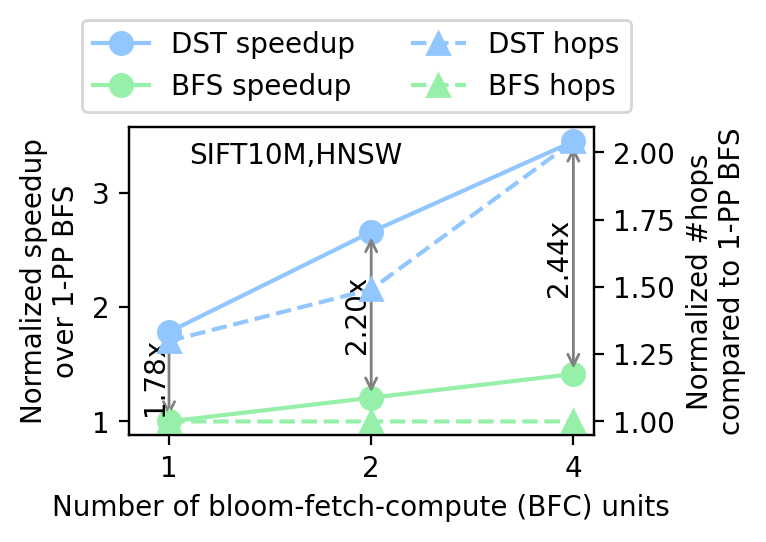 DST speedup
DST hops
BFS speedup
BFS hops
SIFT10M,HNSW
Normalized speedup
over 1-PP BFS
3
2
1
1.78x
2.20x
2.44x
2.00
1.75
1.50
1.25
1.00
Normalized #hops
compared to 1-PP BFS
1
2
4
Number of bloom-fetch-compute (BFC) units